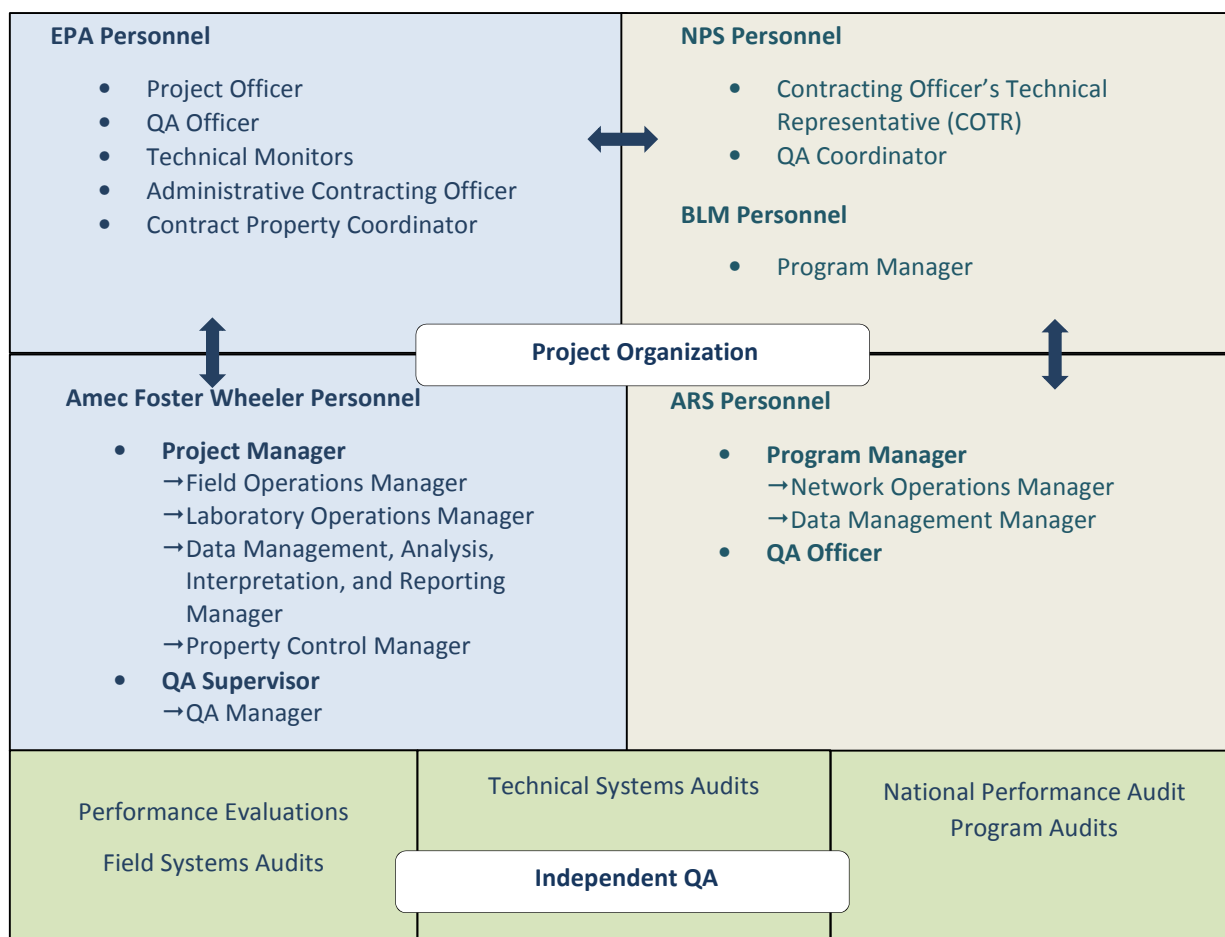 EPA Personnel
• Project Officer
• QA Officer
• Technical Monitors
• Administrative Contracting Officer
• Contract Property Coordinator
NPS Personnel
• Contracting Officer’s Technical
Representative (COTR)
• QA Coordinator
BLM Personnel
• Program Manager
Project Organization
Amec Foster Wheeler Personnel
• Project Manager
→Field Operations Manager
→Laboratory Operations Manager
→Data Management, Analysis,
Interpretation, and Reporting
Manager
→Property Control Manager
• QA Supervisor
→QA Manager
ARS Personnel
• Program Manager
→Network Operations Manager
→Data Management Manager
• QA Officer
Performance Evaluations
Field Systems Audits
Technical Systems Audits
National Performance Audit
Program Audits
Independent QA